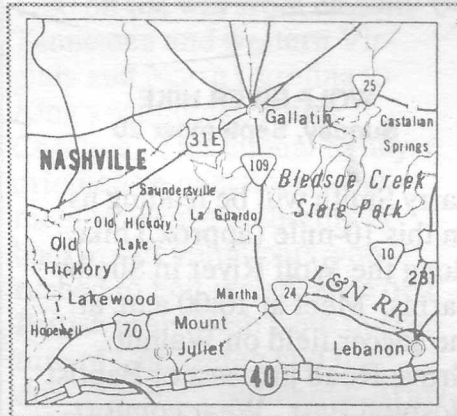 25
Gallatin
Castalian
Springs
31E
NASHVILLE
109
Saundersville
Bledsoe Creek
State Park
La Guardo
Old Hickory
Lake
Old
Hickory
10
231
L&N RR
Lakewood
Martha
24
Hopewell
70
Mount
Juliet
Lebanon
40